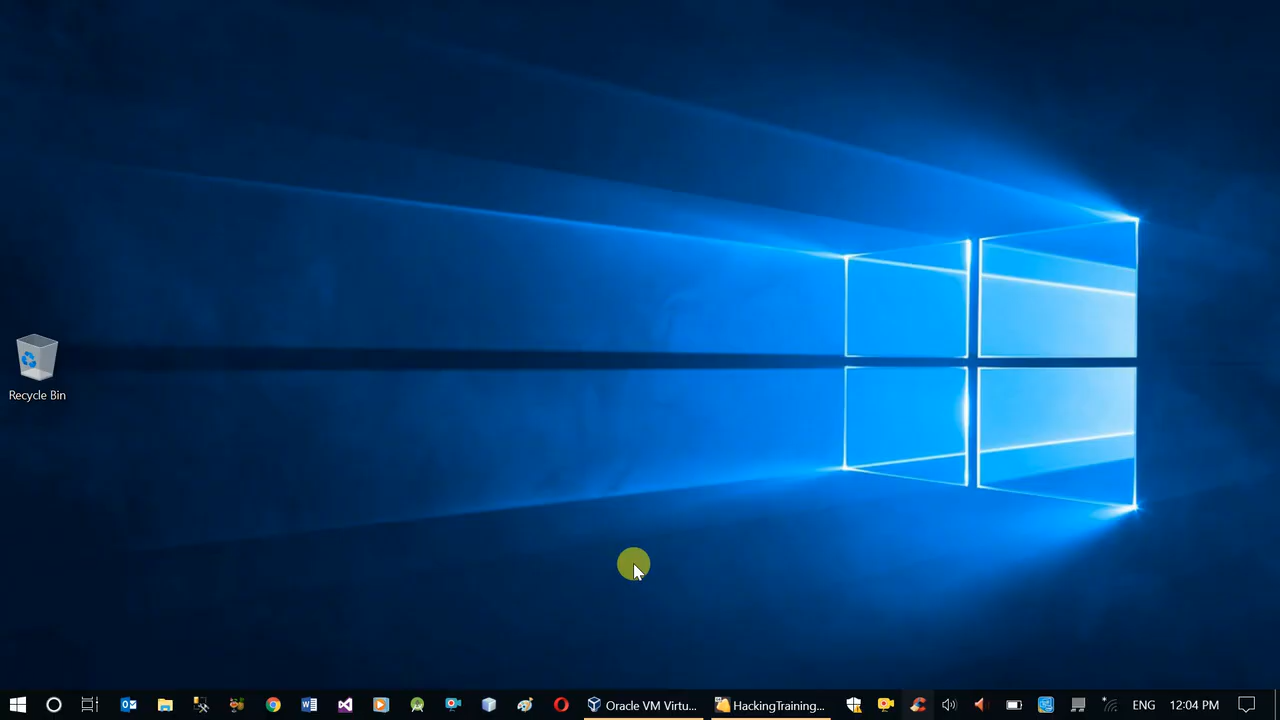 Recycle Bin
Oracle VM Virtu...
HackingTraining...
ENG
12:04 PM